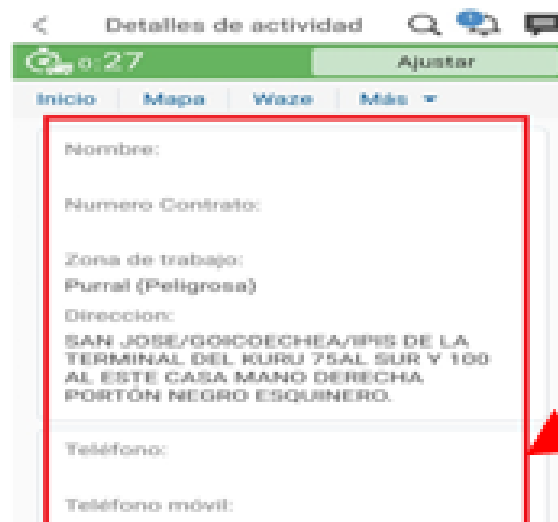 Detalles de actividad
0:27 Ajustar
Inicio Mapa Waze Más
Nombre:
Numero Contrato:
Zona de trabajo:
Purral (Peligrosa)
Direccion:
SAN JOSE/GOICOECHEA/IPIS DE LA
TERMINAL DEL KURU 75AL SUR Y 100
AL ESTE CASA MANO DERECHA
PORTÓN NEGRO ESQUINERO.
Teléfono:
Teléfono móvil: